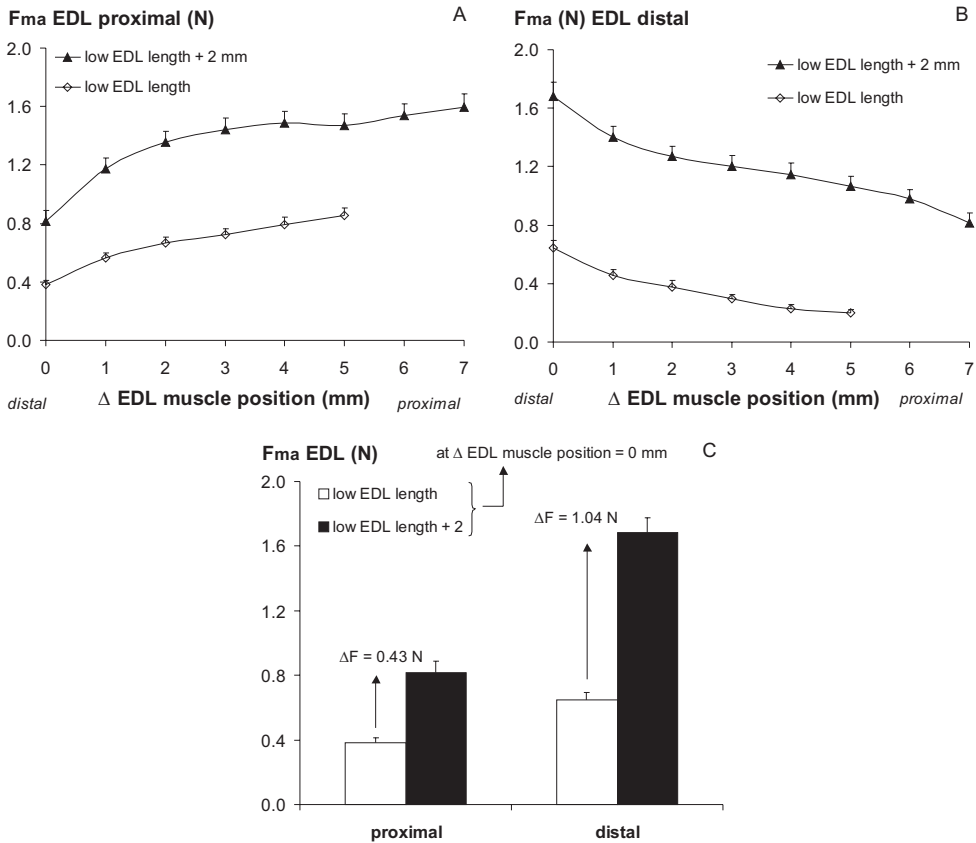 Fma EDL proximal (N)
A
low EDL length + 2 mm
low EDL length
2.0
1.6
1.2
0.8
0.4
0.0
0 1 2 3 4 5 6 7
distal
Δ EDL muscle position (mm)
proximal
Fma (N) EDL distal
B
low EDL length + 2 mm
low EDL length
2.0
1.6
1.2
0.8
0.4
0.0
0 1 2 3 4 5 6 7
distal
Δ EDL muscle position (mm)
proximal
Fma EDL (N)
at Δ EDL muscle position = 0 mm
C
low EDL length
low EDL length + 2
2.0
1.6
1.2
0.8
0.4
0.0
ΔF = 0.43 N
ΔF = 1.04 N
proximal
distal